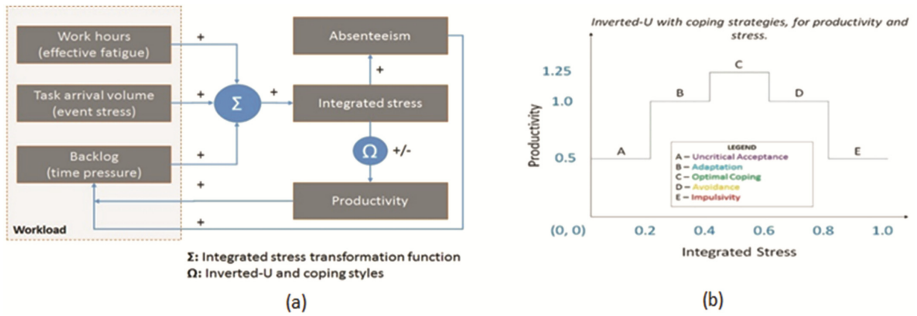 Work hours
(effective fatigue)
+
Task arrival volume
(event stress)
+
Backlog
(time pressure)
+
Σ
+
Absenteeism
+
Integrated stress
Ω
+/-
Productivity
+
+
Workload
Σ: Integrated stress transformation function
Ω: Inverted-U and coping styles
(a)
Inverted-U with coping strategies, for productivity and
stress.
Productivity
1.25
1.0
0.5
(0, 0)
A
B
C
D
E
LEGEND
A – Uncritical Acceptance
B – Adaptation
C – Optimal Coping
D – Avoidance
E – Impulsivity
0.2
0.4
0.6
0.8
1.0
Integrated Stress
(b)